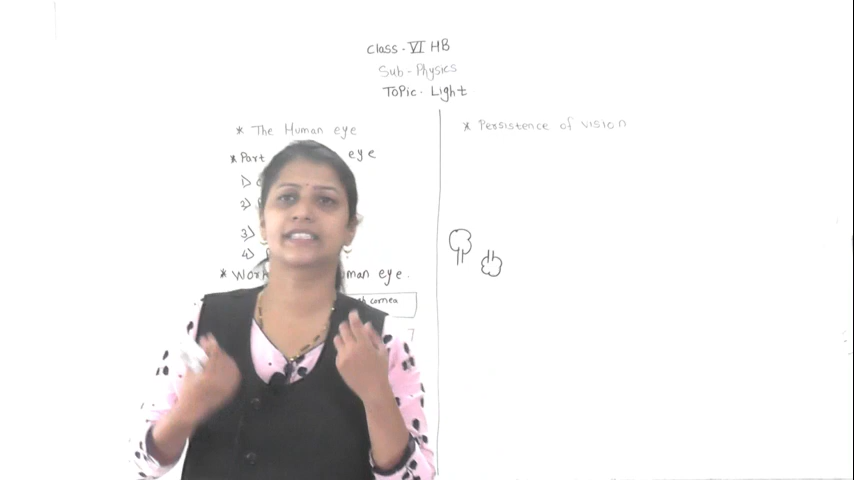 Class - VI HB
Sub - Physics
Topic - Light
* The Human eye
* Part eye
1)
2)
3)
4)
* Work man eye.
cornea
* Persistence of vision